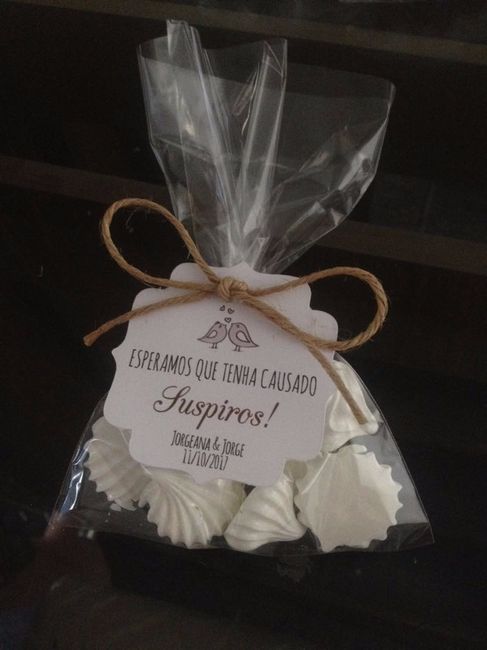 ESPERAMOS QUE TENHA CAUSADO
Suspiros!
JORGEANA & JORGE
11/10/2017